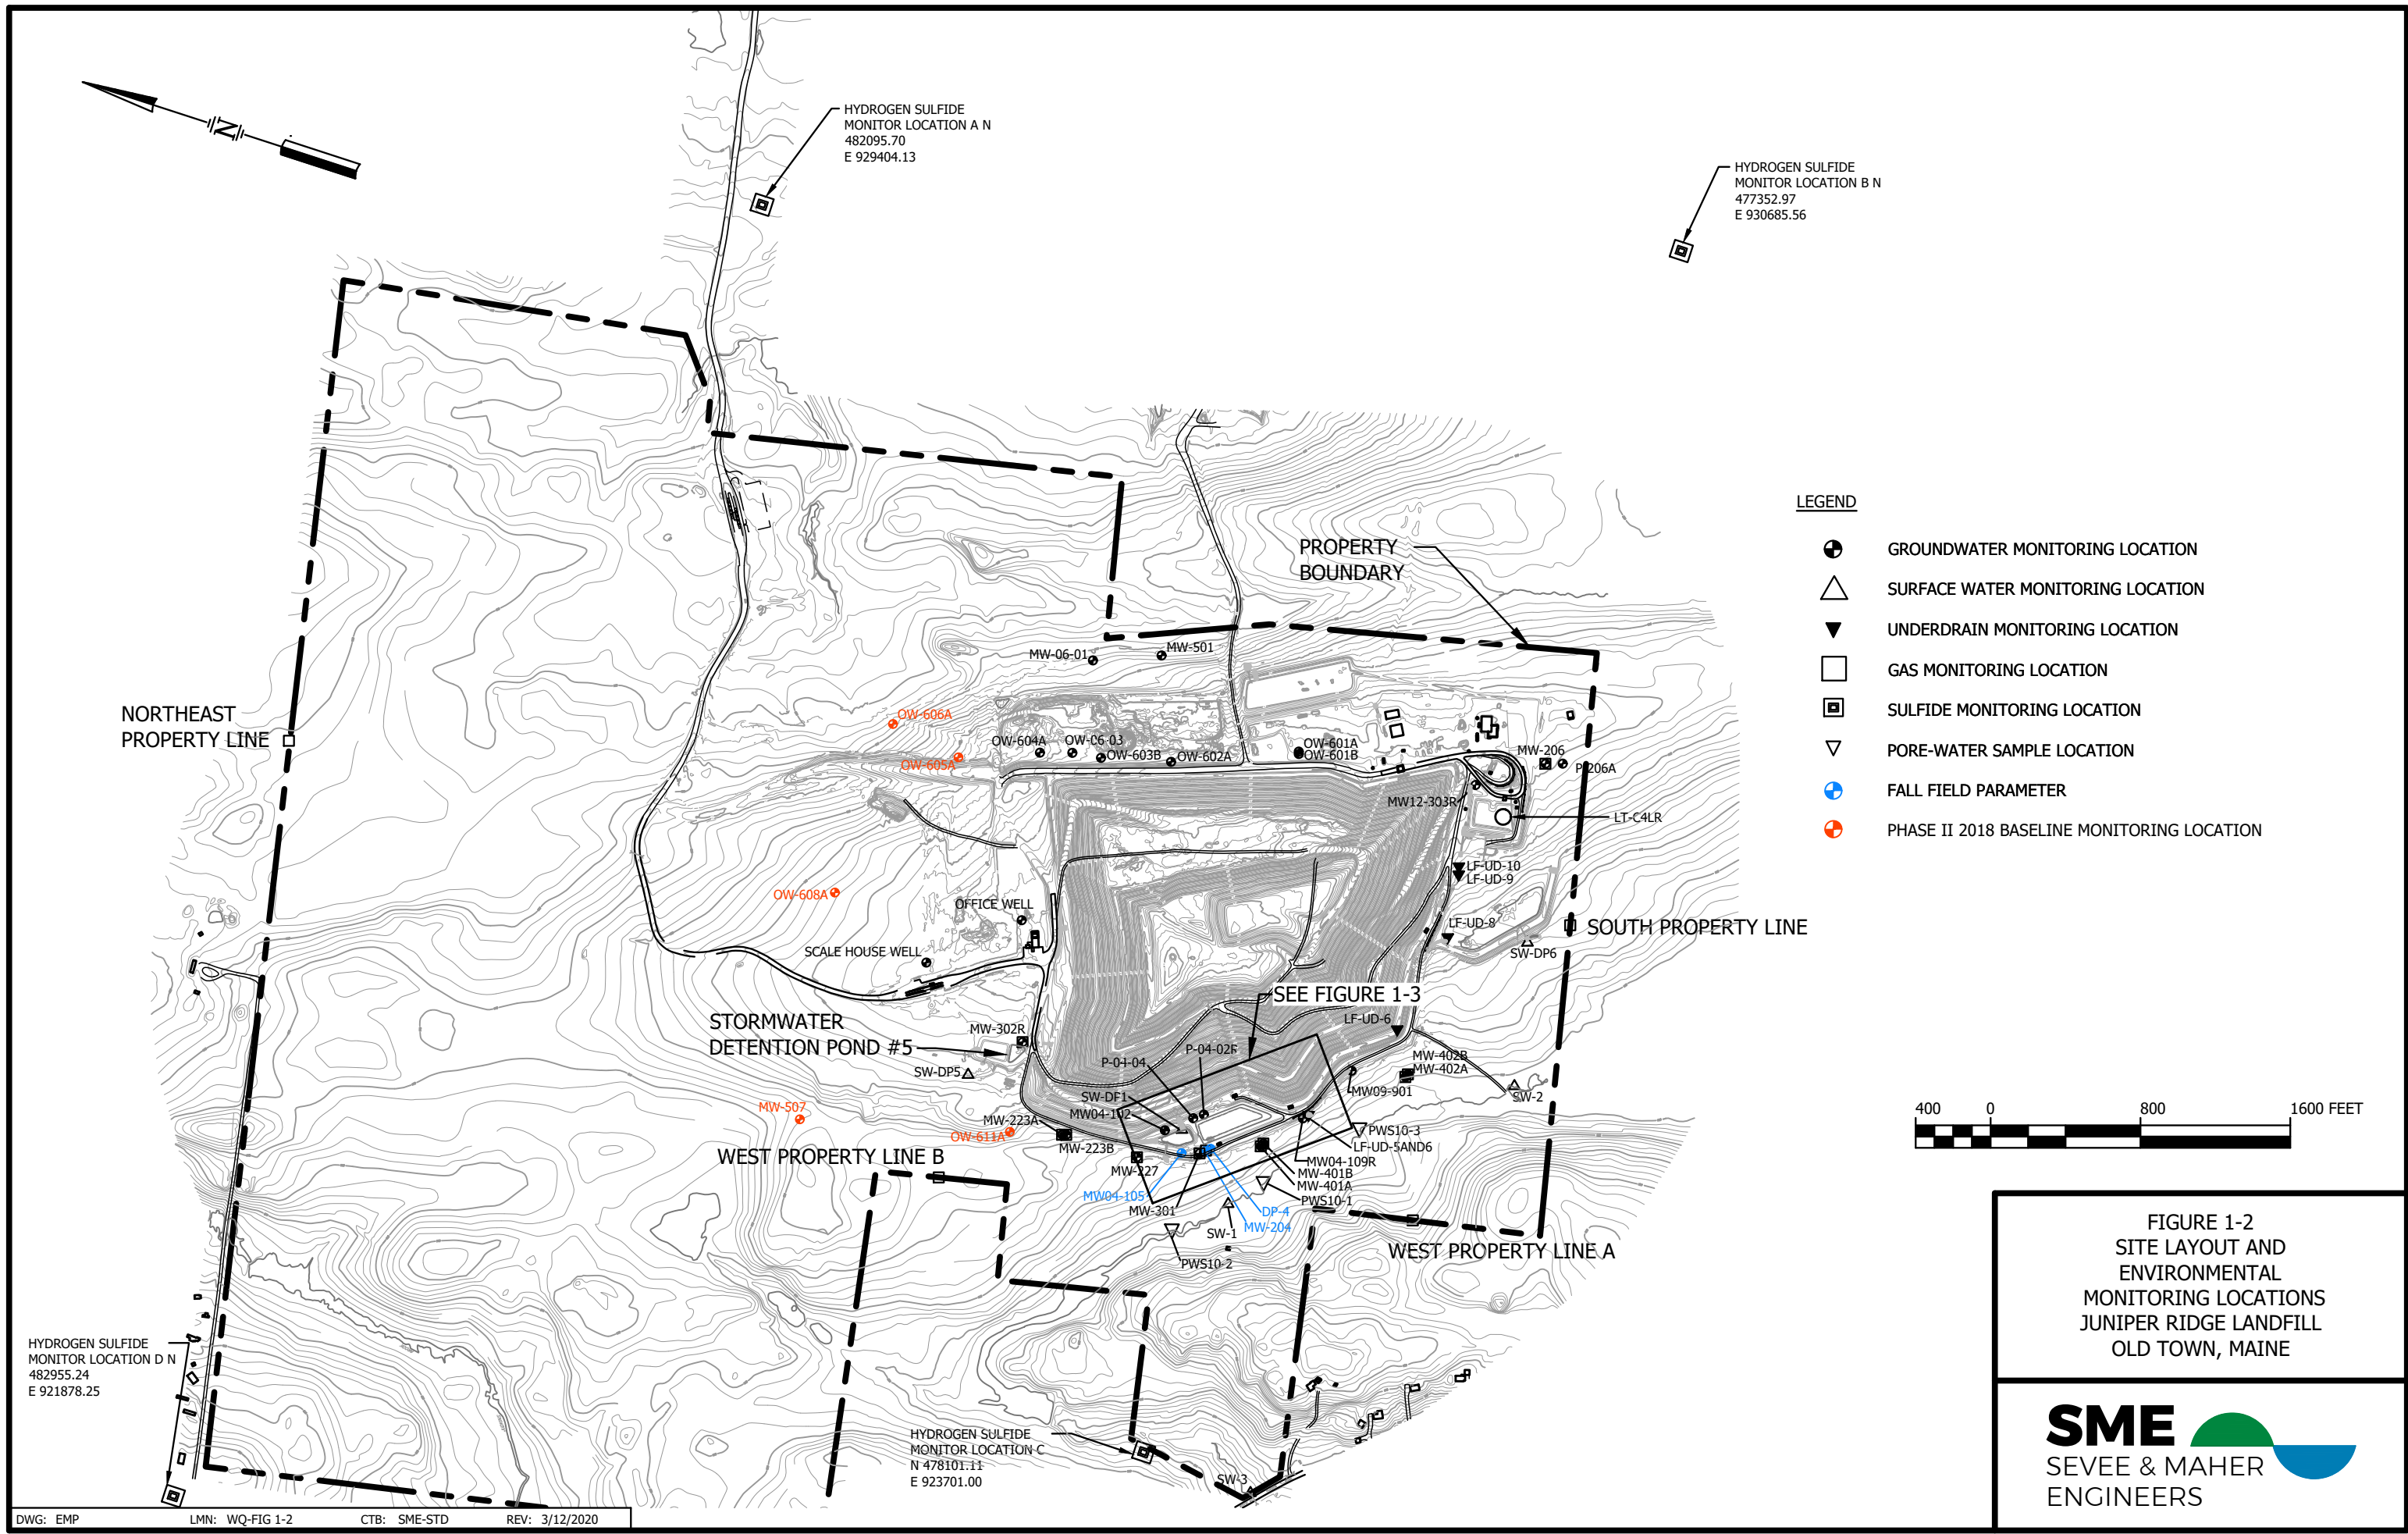 N
HYDROGEN SULFIDE
MONITOR LOCATION A N
482095.70
E 929404.13
HYDROGEN SULFIDE
MONITOR LOCATION B N
477352.97
E 930685.56
LEGEND
GROUNDWATER MONITORING LOCATION
SURFACE WATER MONITORING LOCATION
UNDERDRAIN MONITORING LOCATION
GAS MONITORING LOCATION
SULFIDE MONITORING LOCATION
PORE-WATER SAMPLE LOCATION
FALL FIELD PARAMETER
PHASE II 2018 BASELINE MONITORING LOCATION
PROPERTY
BOUNDARY
NORTHEAST
PROPERTY LINE
MW-06-01
MW-501
OW-606A
OW-605A
OW-604A
OW-06-03
OW-603B
OW-602A
OW-601A
OW-601B
MW-206
P-206A
MW12-303R
LT-C4LR
LF-UD-10
LF-UD-9
LF-UD-8
SW-DP6
SOUTH PROPERTY LINE
OW-608A
OFFICE WELL
SCALE HOUSE WELL
SEE FIGURE 1-3
STORMWATER
DETENTION POND #5
MW-302R
SW-DP5
LF-UD-6
P-04-04
P-04-02R
MW-402B
MW-402A
MW09-901
SW-2
MW-507
OW-611A
MW-223A
MW-223B
SW-DP1
MW04-102
MW-227
PWS10-3
LF-UD-5AND6
MW04-109R
MW-401B
MW-401A
PWS10-1
MW04-105
MW-301
DP-4
MW-204
SW-1
PWS10-2
WEST PROPERTY LINE B
WEST PROPERTY LINE A
400 0 800 1600 FEET
HYDROGEN SULFIDE
MONITOR LOCATION D N
482955.24
E 921878.25
HYDROGEN SULFIDE
MONITOR LOCATION C
N 478101.11
E 923701.00
SW-3
FIGURE 1-2
SITE LAYOUT AND
ENVIRONMENTAL
MONITORING LOCATIONS
JUNIPER RIDGE LANDFILL
OLD TOWN, MAINE
SME
SEVEE & MAHER
ENGINEERS
DWG: EMP LMN: WQ-FIG 1-2 CTB: SME-STD REV: 3/12/2020